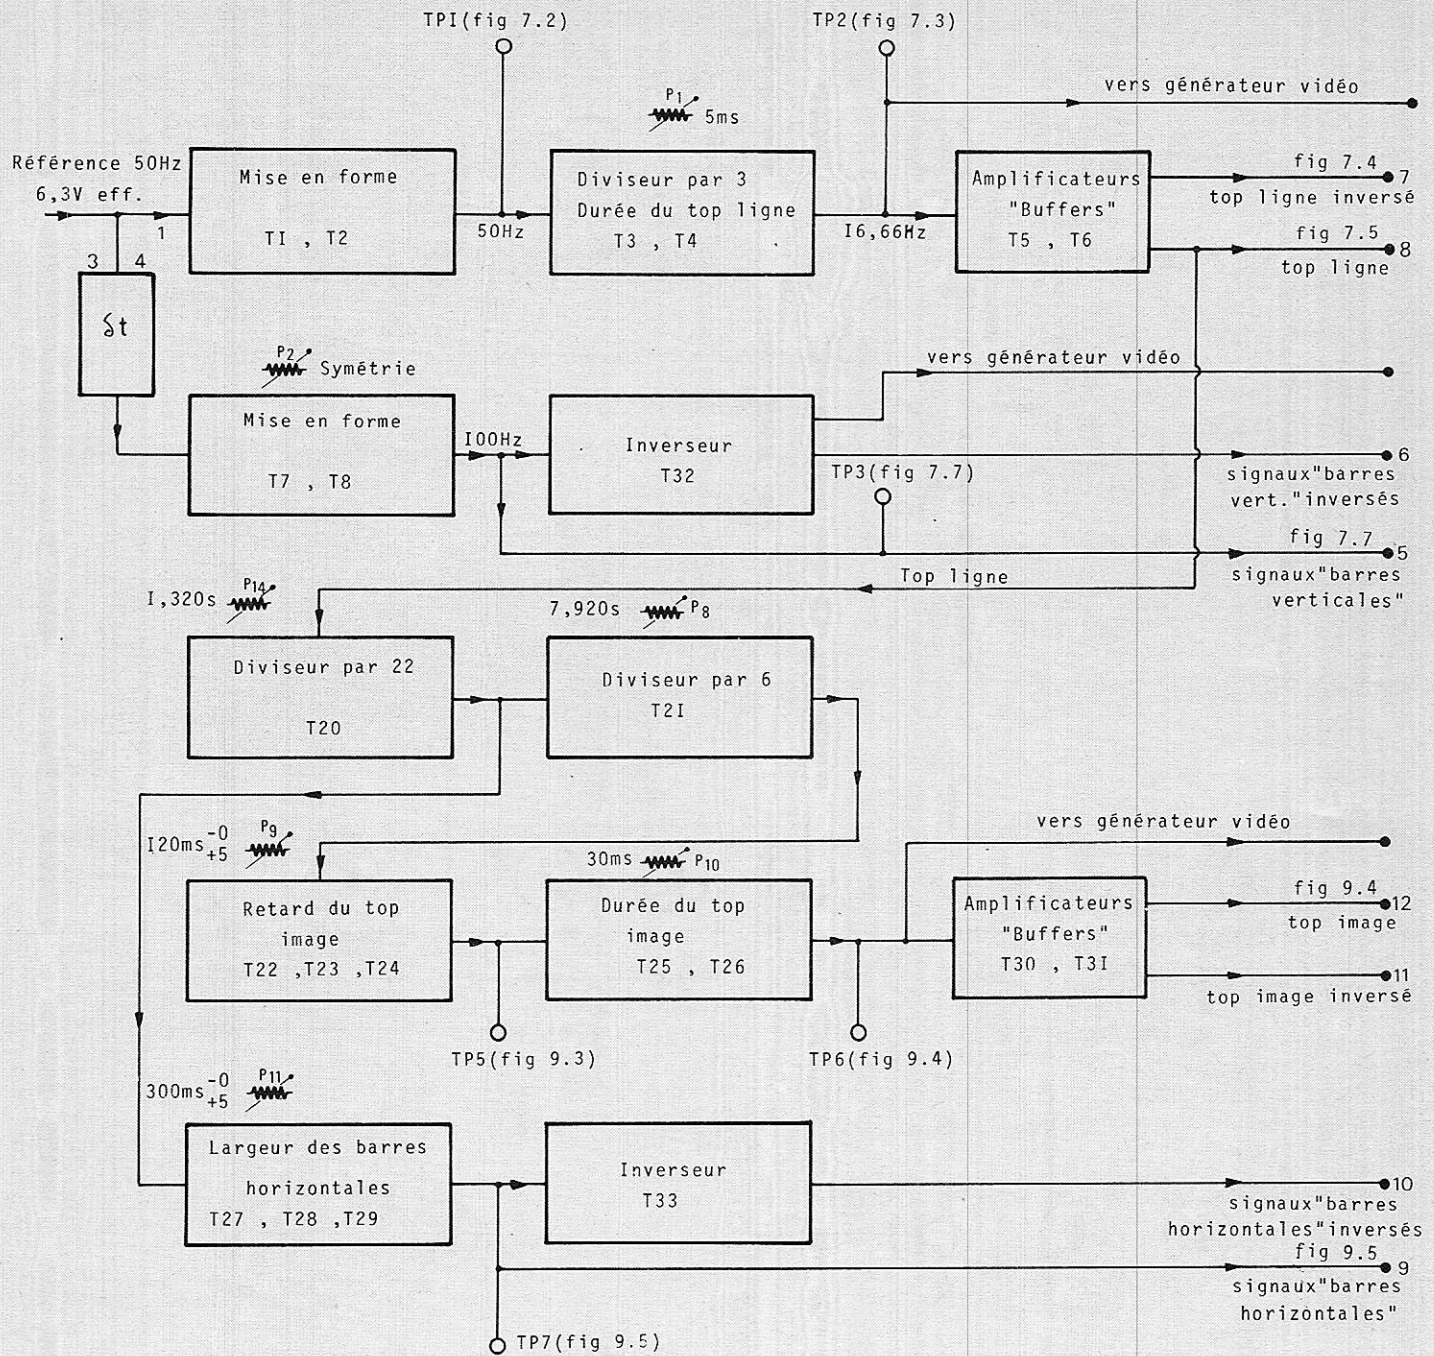 TPI(fig 7.2)
TP2(fig 7.3)
vers générateur vidéo
P1
5ms
Référence 50Hz
6,3V eff.
1
Mise en forme
TI , T2
50Hz
Diviseur par 3
Durée du top ligne
T3 , T4
I6,66Hz
Amplificateurs
"Buffers"
T5 , T6
fig 7.4
7
top ligne inversé
fig 7.5
8
top ligne
3 4
δt
P2
Symétrie
vers générateur vidéo
Mise en forme
T7 , T8
I00Hz
Inverseur
T32
TP3(fig 7.7)
6
signaux"barres
vert."inversés
fig 7.7
5
signaux"barres
verticales"
Top ligne
I,320s
P14
7,920s
P8
Diviseur par 22
T20
Diviseur par 6
T2I
I20ms -0 +5
P9
30ms
P10
vers générateur vidéo
Retard du top
image
T22 ,T23 ,T24
Durée du top
image
T25 , T26
Amplificateurs
"Buffers"
T30 , T3I
fig 9.4
12
top image
11
top image inversé
TP5(fig 9.3)
TP6(fig 9.4)
300ms -0 +5
P11
Largeur des barres
horizontales
T27 , T28 ,T29
Inverseur
T33
10
signaux"barres
horizontales"inversés
fig 9.5
9
signaux"barres
horizontales"
TP7(fig 9.5)